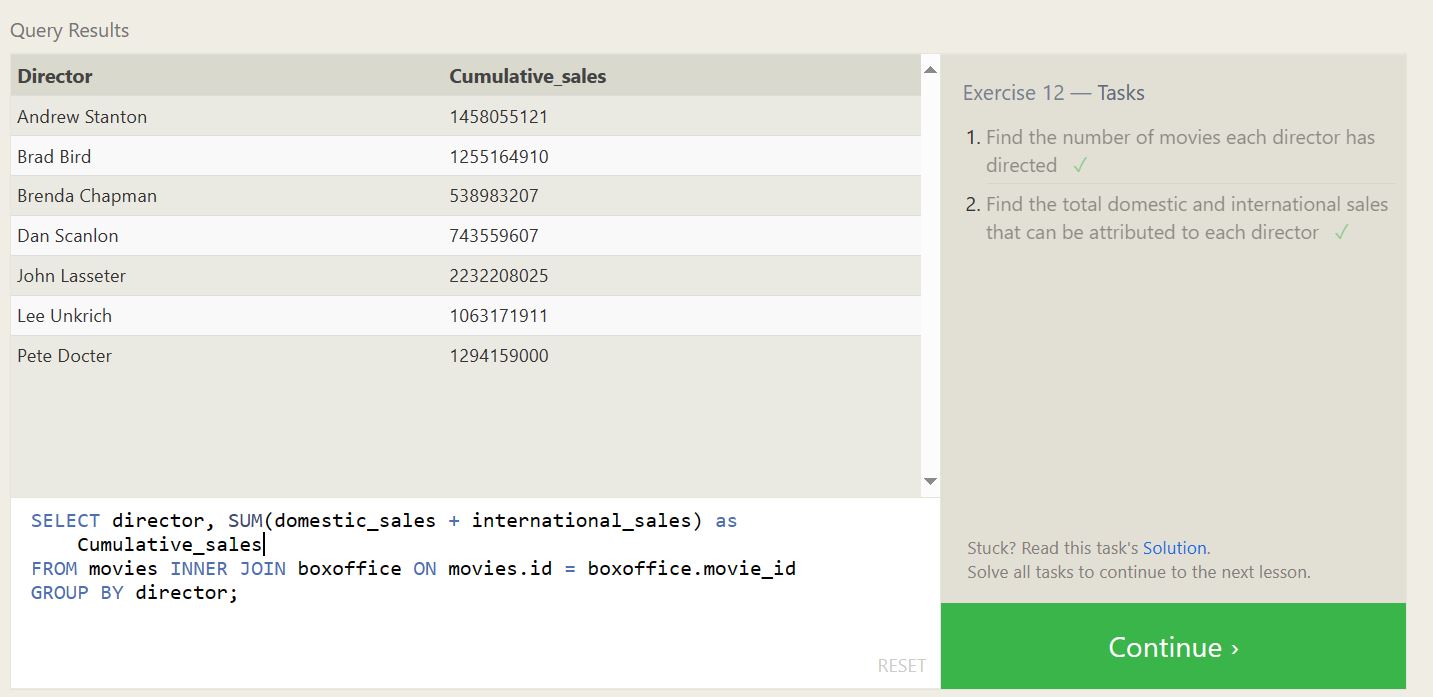 Query Results
Director Cumulative_sales
Andrew Stanton 1458055121
Brad Bird 1255164910
Brenda Chapman 538983207
Dan Scanlon 743559607
John Lasseter 2232208025
Lee Unkrich 1063171911
Pete Docter 1294159000
SELECT director, SUM(domestic_sales + international_sales) as
Cumulative_sales
FROM movies INNER JOIN boxoffice ON movies.id = boxoffice.movie_id
GROUP BY director;
RESET
Exercise 12 — Tasks
1. Find the number of movies each director has
directed ✓
2. Find the total domestic and international sales
that can be attributed to each director ✓
Stuck? Read this task's Solution.
Solve all tasks to continue to the next lesson.
Continue ›